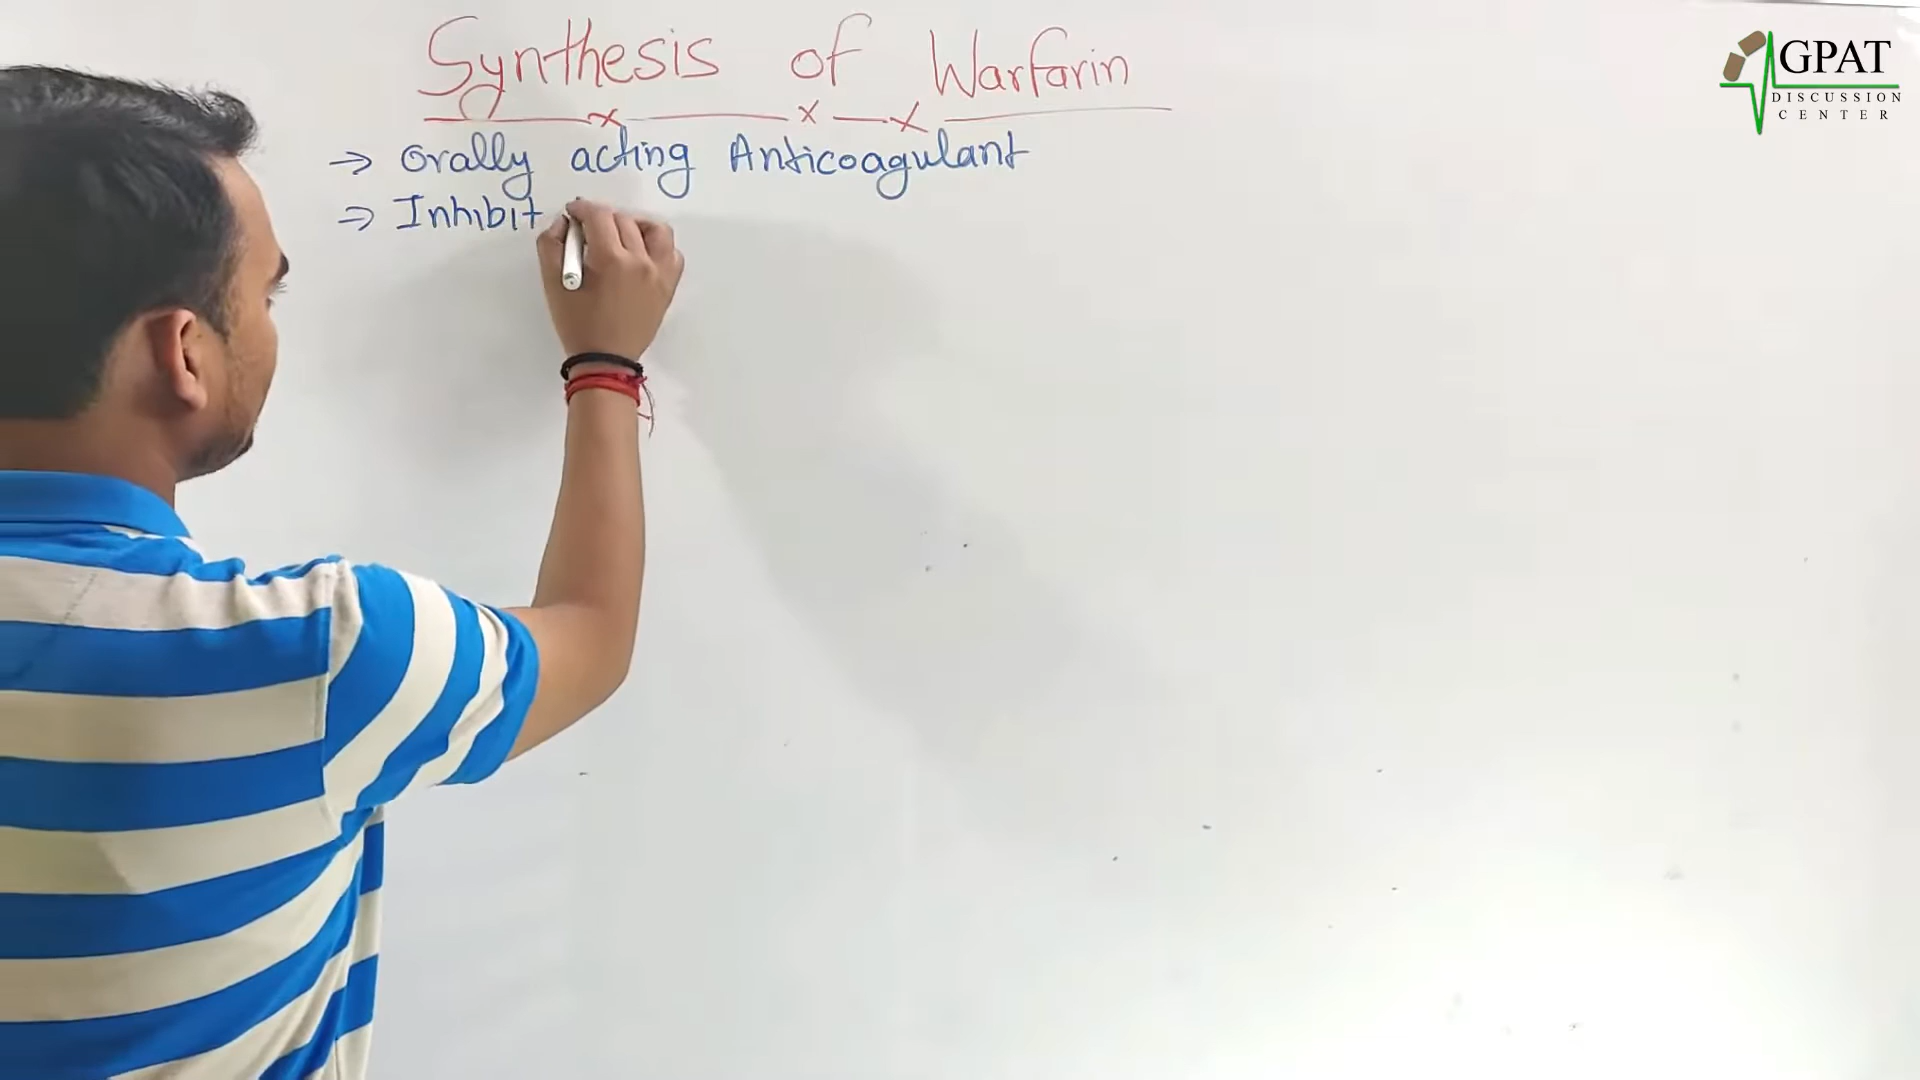 Synthesis of Warfarin
→ Orally acting Anticoagulant
→ Inhibit
GPAT
DISCUSSION
CENTER